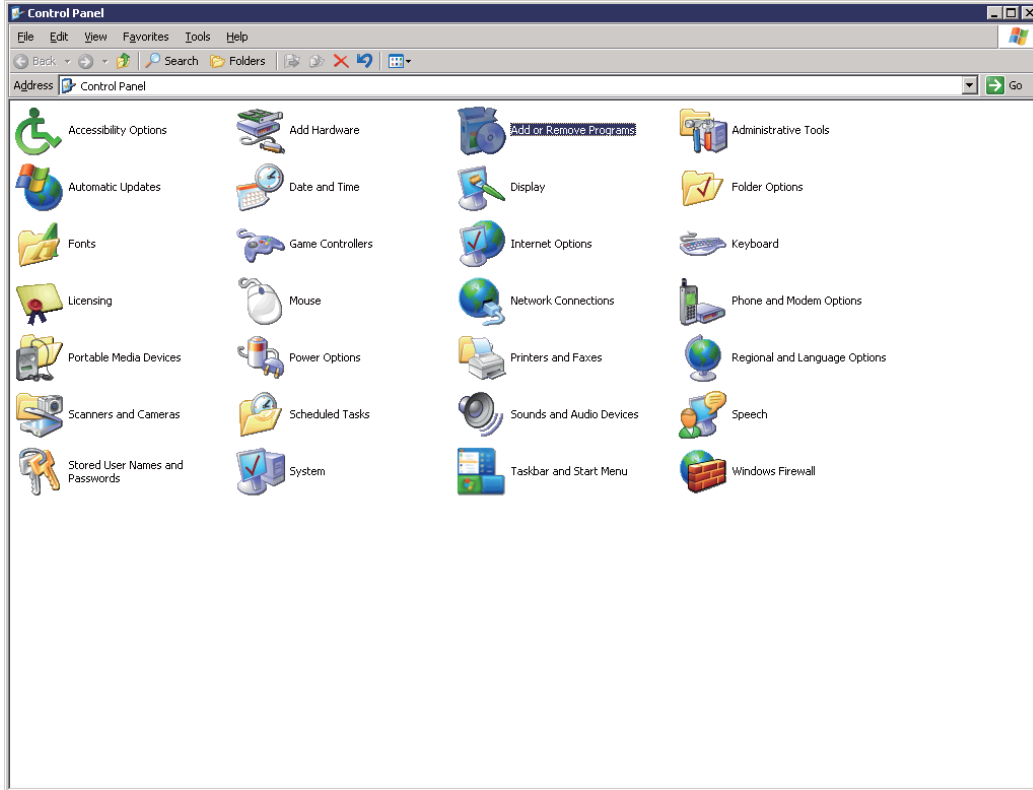 Control Panel
File Edit View Favorites Tools Help
Back Search Folders
Address Control Panel Go
Accessibility Options Add Hardware Add or Remove Programs Administrative Tools
Automatic Updates Date and Time Display Folder Options
Fonts Game Controllers Internet Options Keyboard
Licensing Mouse Network Connections Phone and Modem Options
Portable Media Devices Power Options Printers and Faxes Regional and Language Options
Scanners and Cameras Scheduled Tasks Sounds and Audio Devices Speech
Stored User Names and
Passwords System Taskbar and Start Menu Windows Firewall